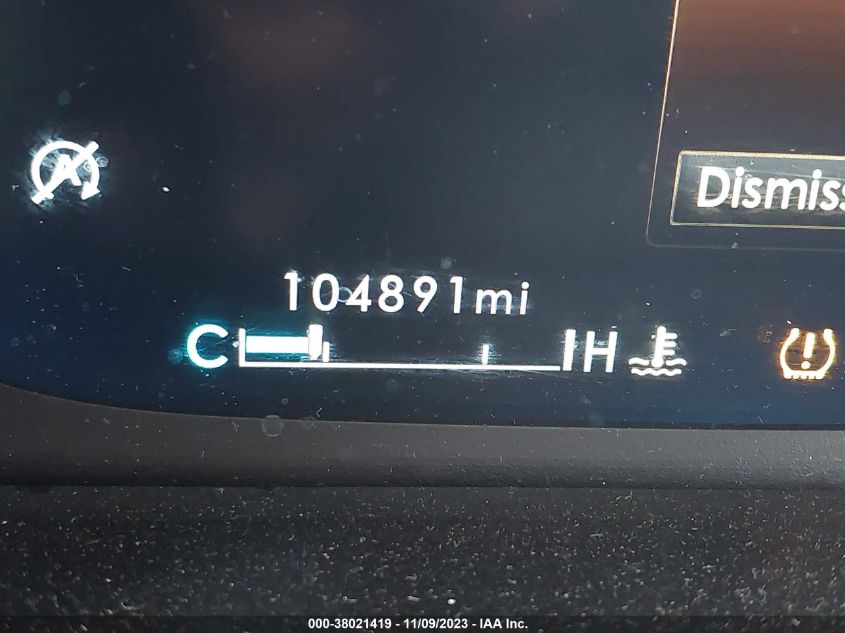 A
Dismiss
104891mi
C H
000-38021419 - 11/09/2023 - IAA Inc.